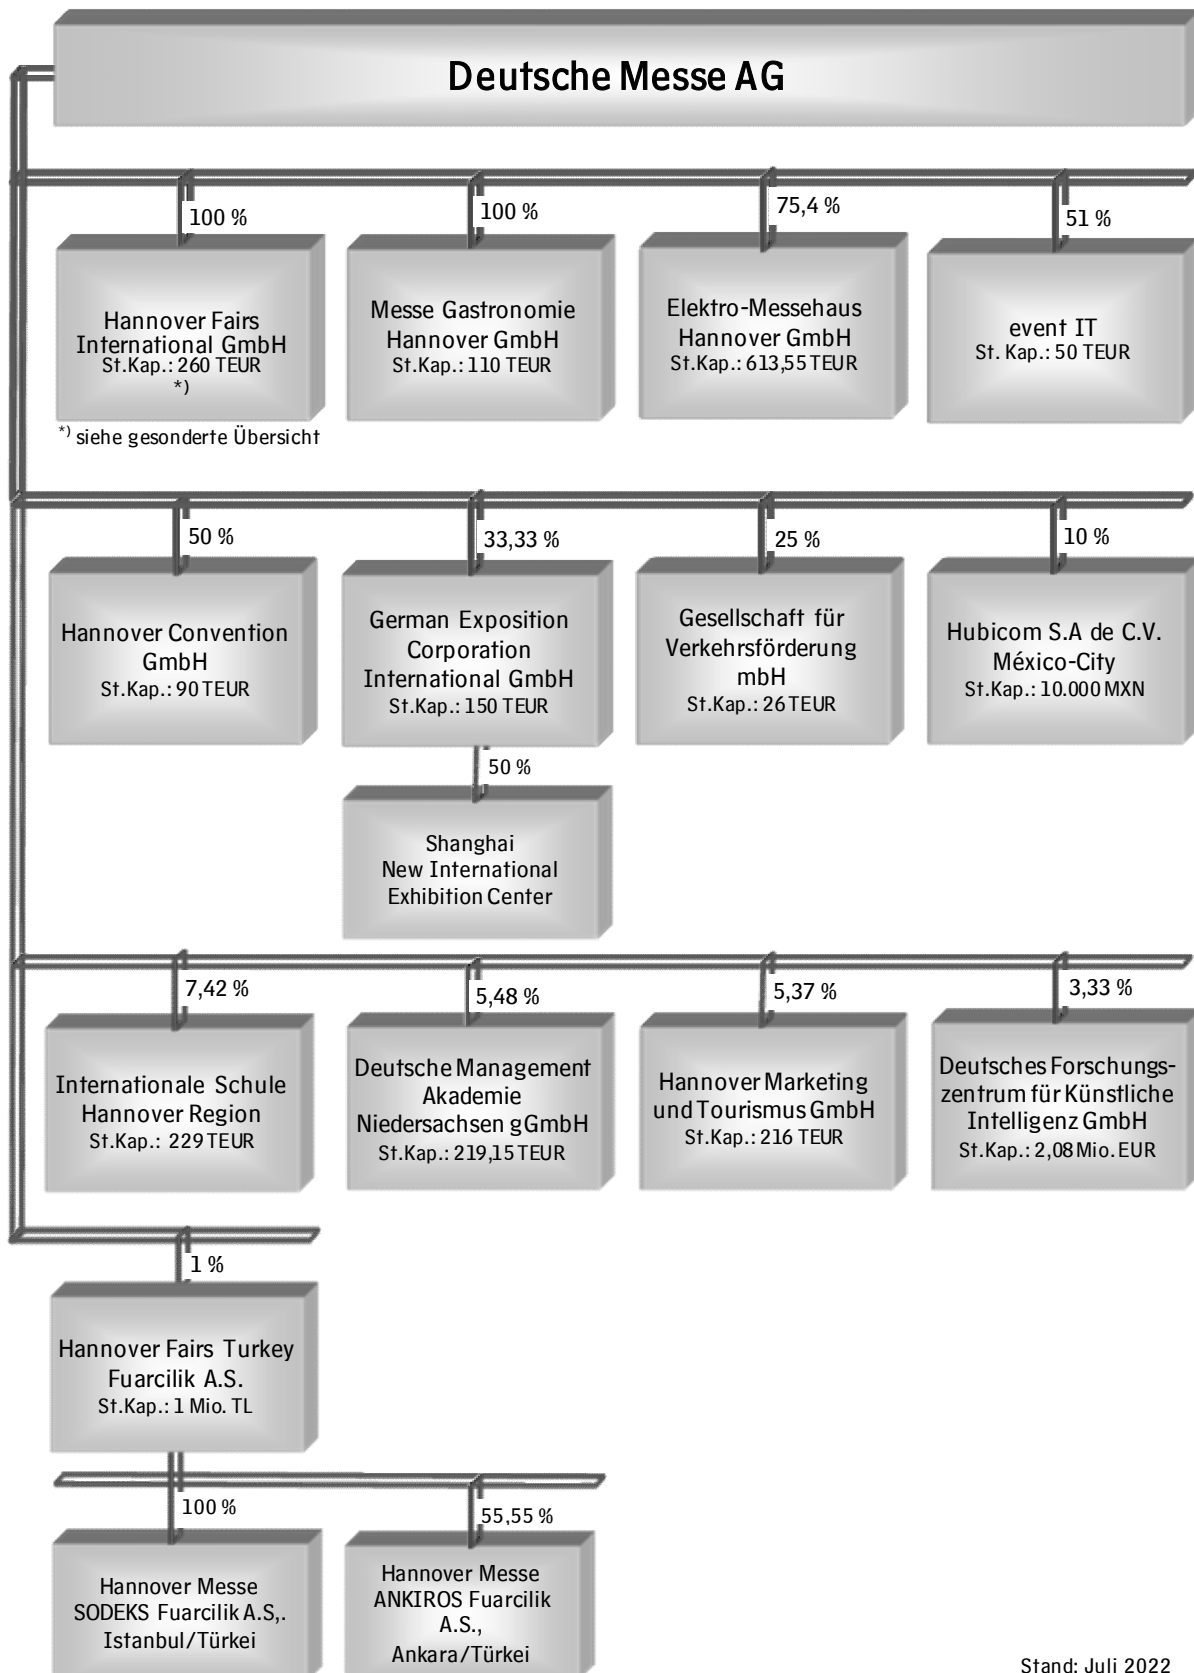 Deutsche Messe AG
100 %
100 %
75,4 %
51 %
Hannover Fairs
International GmbH
St.Kap.: 260 TEUR
*)
Messe Gastronomie
Hannover GmbH
St.Kap.: 110 TEUR
Elektro-Messehaus
Hannover GmbH
St.Kap.: 613,55 TEUR
event IT
St. Kap.: 50 TEUR
*) siehe gesonderte Übersicht
50 %
33,33 %
25 %
10 %
Hannover Convention
GmbH
St.Kap.: 90 TEUR
German Exposition
Corporation
International GmbH
St.Kap.: 150 TEUR
Gesellschaft für
Verkehrsförderung
mbH
St.Kap.: 26 TEUR
Hubicom S.A de C.V.
México-City
St.Kap.: 10.000 MXN
50 %
Shanghai
New International
Exhibition Center
7,42 %
5,48 %
5,37 %
3,33 %
Internationale Schule
Hannover Region
St.Kap.: 229 TEUR
Deutsche Management
Akademie
Niedersachsen gGmbH
St.Kap.: 219,15 TEUR
Hannover Marketing
und Tourismus GmbH
St.Kap.: 216 TEUR
Deutsches Forschungs-
zentrum für Künstliche
Intelligenz GmbH
St.Kap.: 2,08 Mio. EUR
1 %
Hannover Fairs Turkey
Fuarcilik A.S.
St.Kap.: 1 Mio. TL
100 %
55,55 %
Hannover Messe
SODEKS Fuarcilik A.S,.
Istanbul/Türkei
Hannover Messe
ANKIROS Fuarcilik
A.S.,
Ankara/Türkei
Stand: Juli 2022